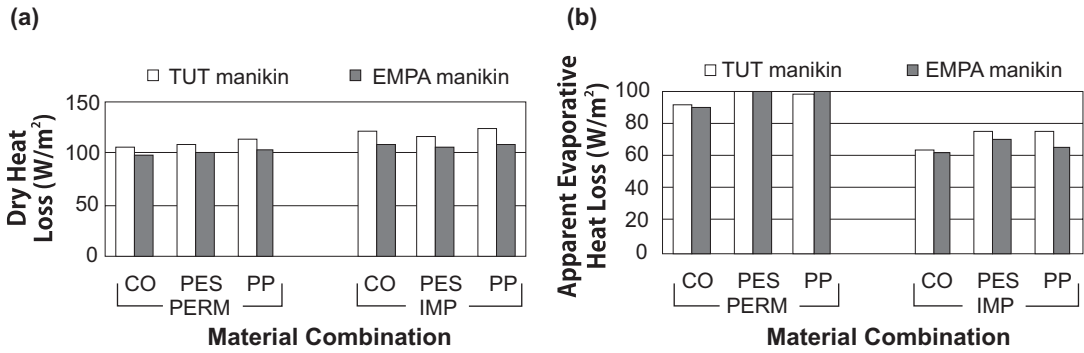 (a)
TUT manikin EMPA manikin
Dry Heat
Loss (W/m²)
150
100
50
0
CO PES PP CO PES PP
PERM IMP
Material Combination
(b)
TUT manikin EMPA manikin
Apparent Evaporative
Heat Loss (W/m²)
100
80
60
40
20
0
CO PES PP CO PES PP
PERM IMP
Material Combination